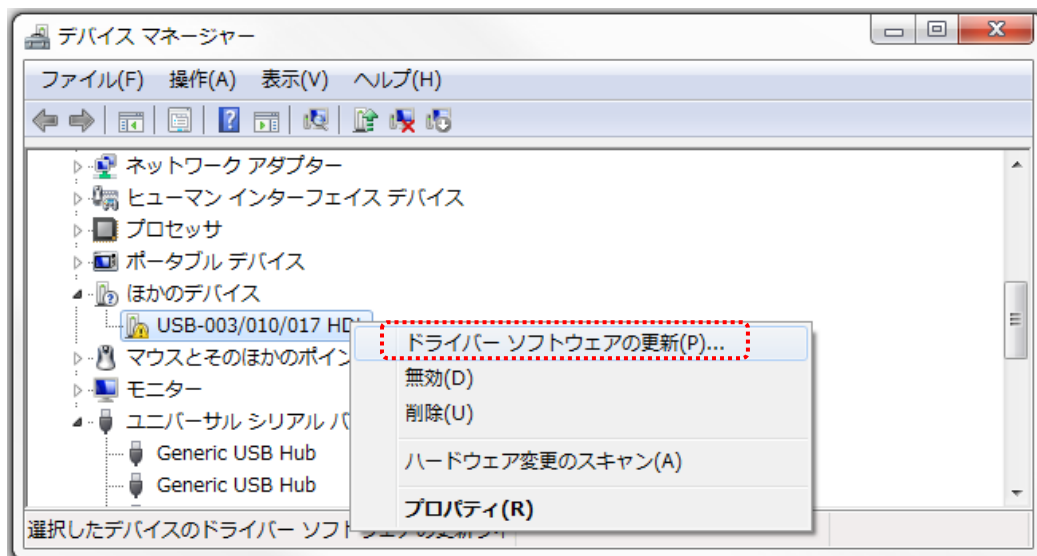 デバイス マネージャー
ファイル(F) 操作(A) 表示(V) ヘルプ(H)
ネットワーク アダプター
ヒューマン インターフェイス デバイス
プロセッサ
ポータブル デバイス
ほかのデバイス
USB-003/010/017
ドライバー ソフトウェアの更新(P)...
マウスとそのほかのポイン
無効(D)
モニター
削除(U)
ユニバーサル シリアル バ
Generic USB Hub
ハードウェア変更のスキャン(A)
Generic USB Hub
プロパティ(R)
選択したデバイスのドライバー ソフト